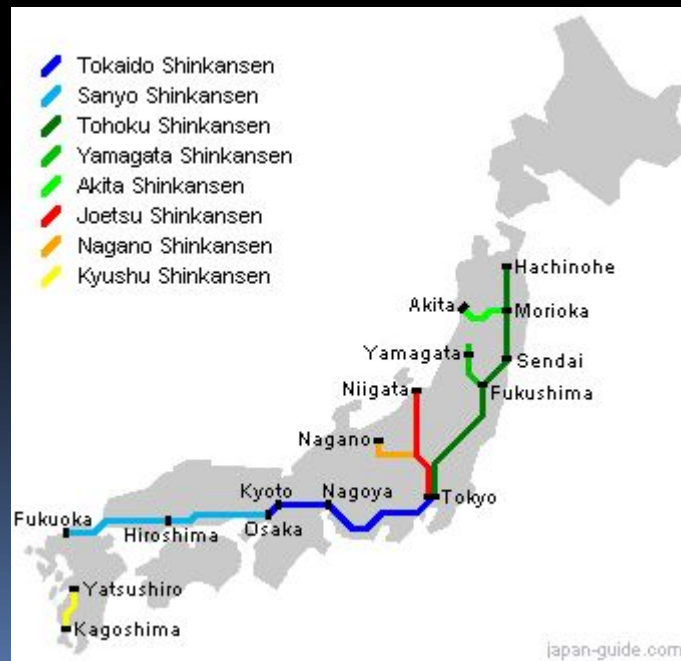 Tokaido Shinkansen
Sanyo Shinkansen
Tohoku Shinkansen
Yamagata Shinkansen
Akita Shinkansen
Joetsu Shinkansen
Nagano Shinkansen
Kyushu Shinkansen
Hachinohe
Akita
Morioka
Yamagata
Sendai
Niigata
Fukushima
Nagano
Kyoto
Nagoya
Tokyo
Fukuoka
Hiroshima
Osaka
Yatsushiro
Kagoshima
japan-guide.com